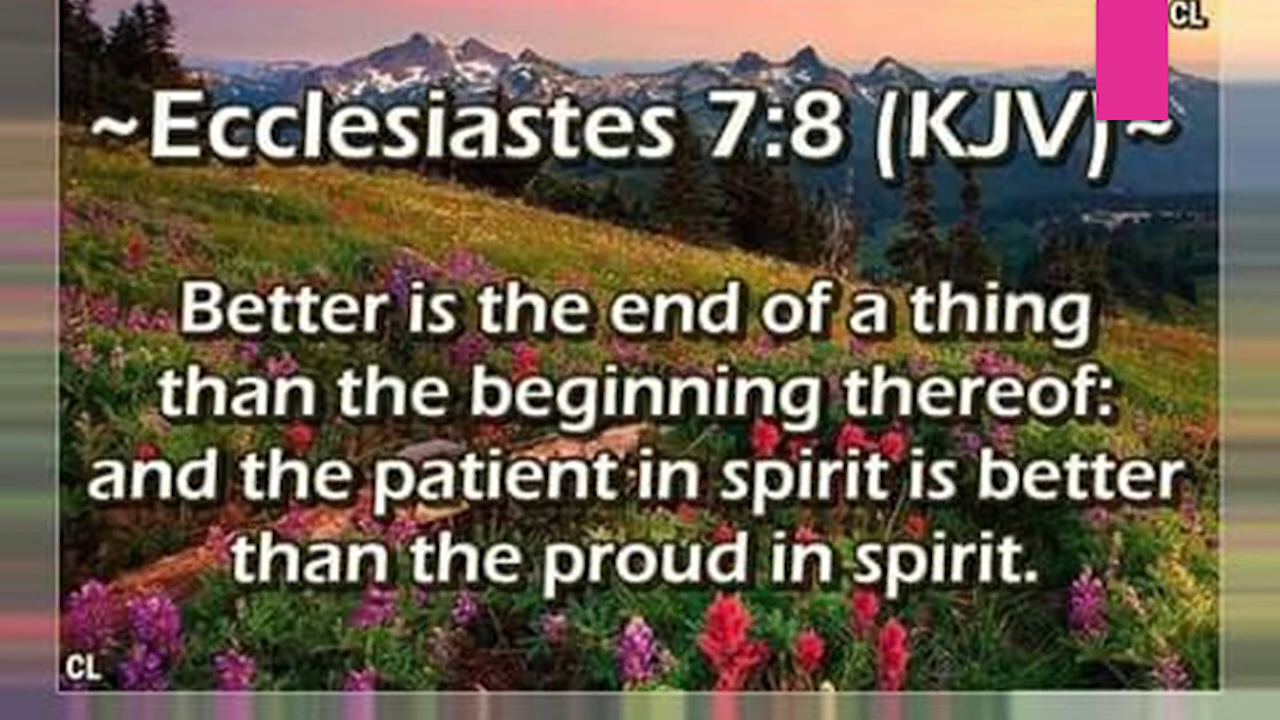 CL
~Ecclesiastes 7:8 (KJV)~
Better is the end of a thing
than the beginning thereof:
and the patient in spirit is better
than the proud in spirit.
CL